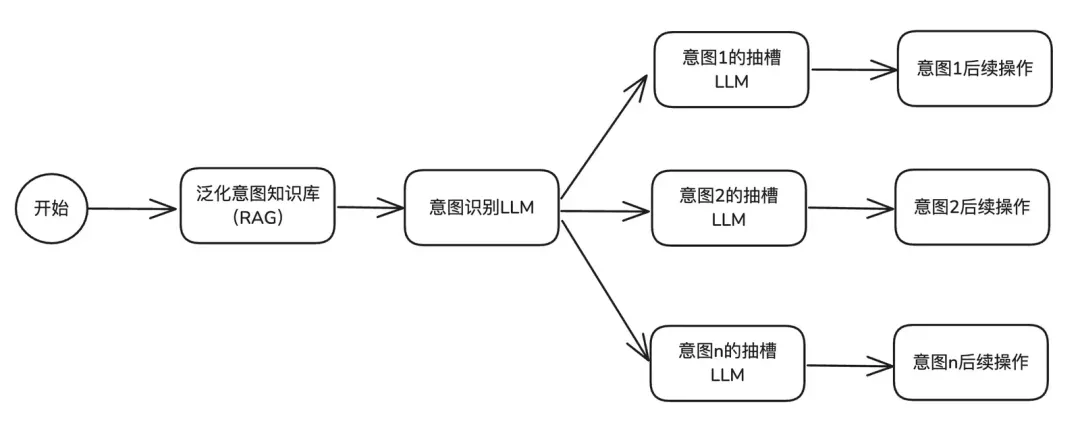 开始
泛化意图知识库
（RAG）
意图识别LLM
意图1的抽槽
LLM
意图1后续操作
意图2的抽槽
LLM
意图2后续操作
意图n的抽槽
LLM
意图n后续操作